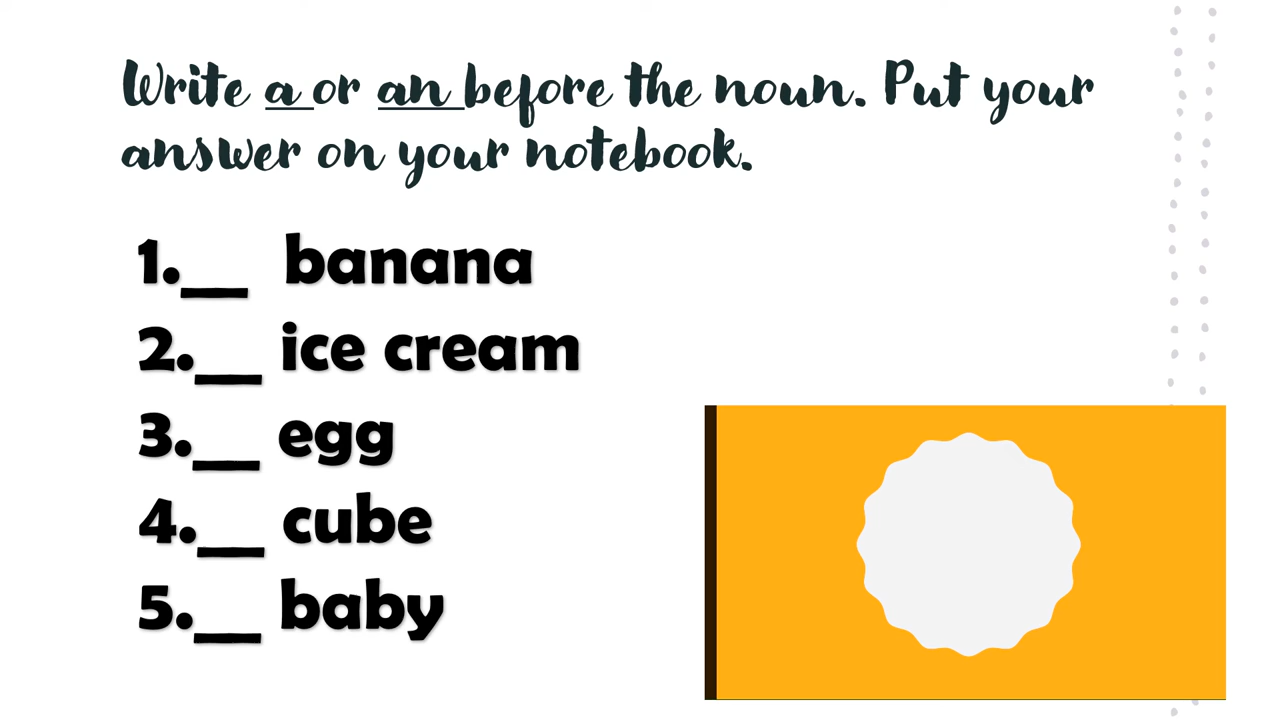 Write a or an before the noun. Put your
answer on your notebook.
1.__ banana
2.__ ice cream
3.__ egg
4.__ cube
5.__ baby